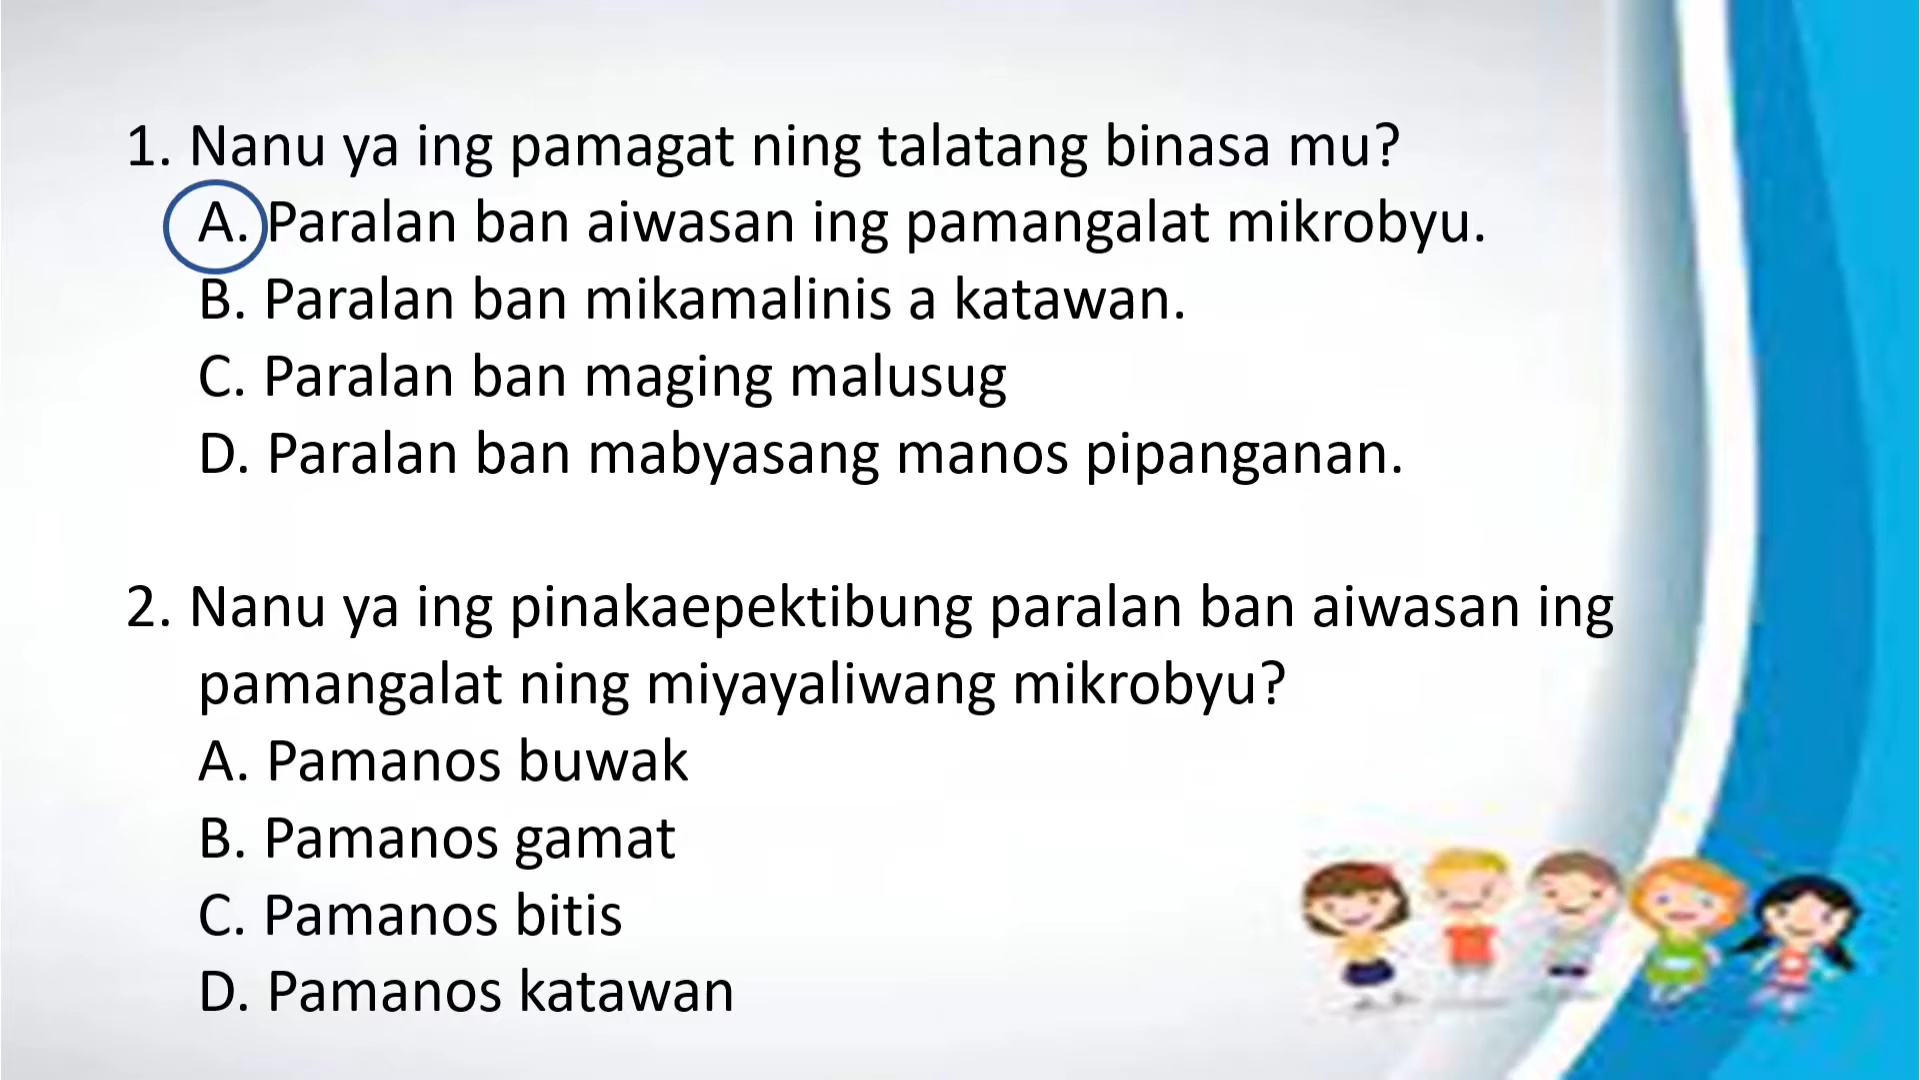 1. Nanu ya ing pamagat ning talatang binasa mu?
A. Paralan ban aiwasan ing pamangalat mikrobyu.
B. Paralan ban mikamalinis a katawan.
C. Paralan ban maging malusug
D. Paralan ban mabyasang manos pipanganan.
2. Nanu ya ing pinakaepektibung paralan ban aiwasan ing
pamangalat ning miyayaliwang mikrobyu?
A. Pamanos buwak
B. Pamanos gamat
C. Pamanos bitis
D. Pamanos katawan